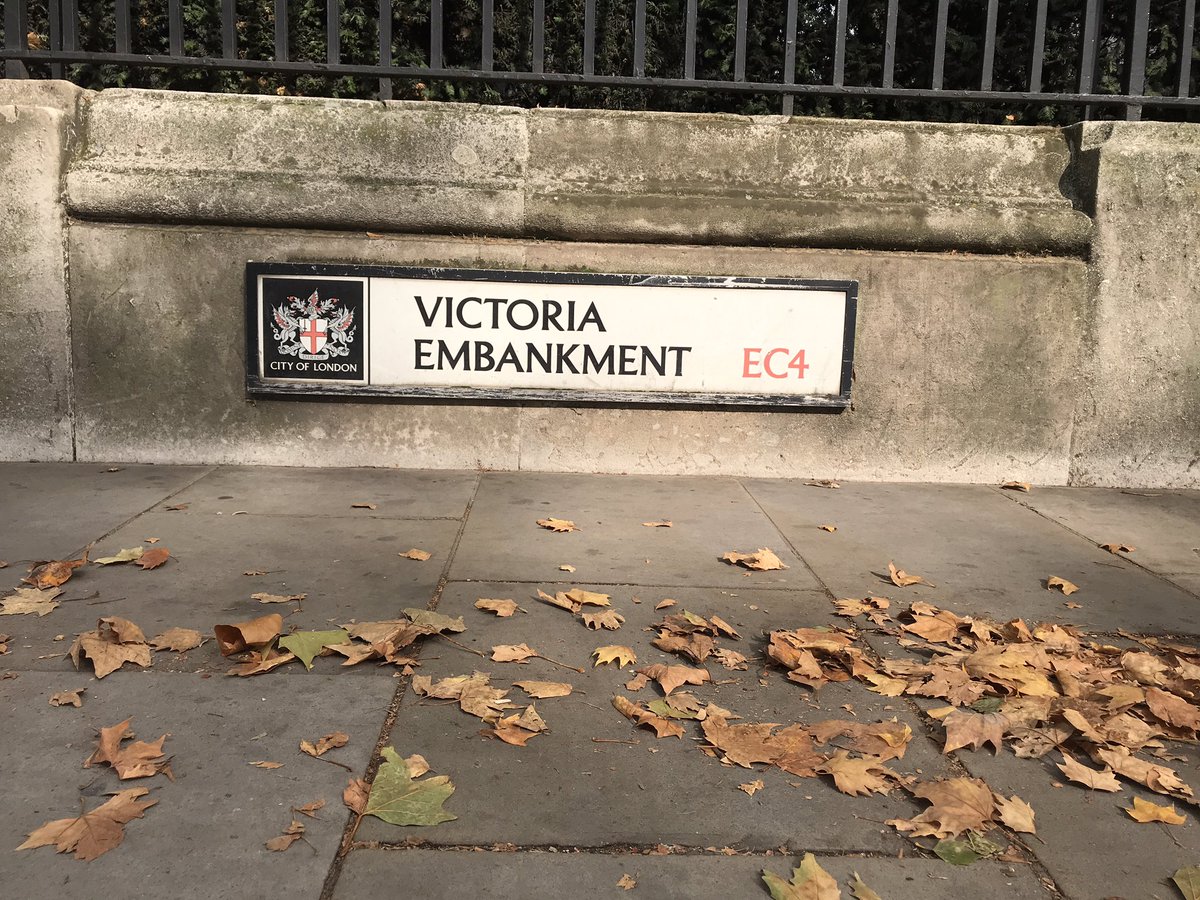 VICTORIA
EMBANKMENT EC4
CITY OF LONDON